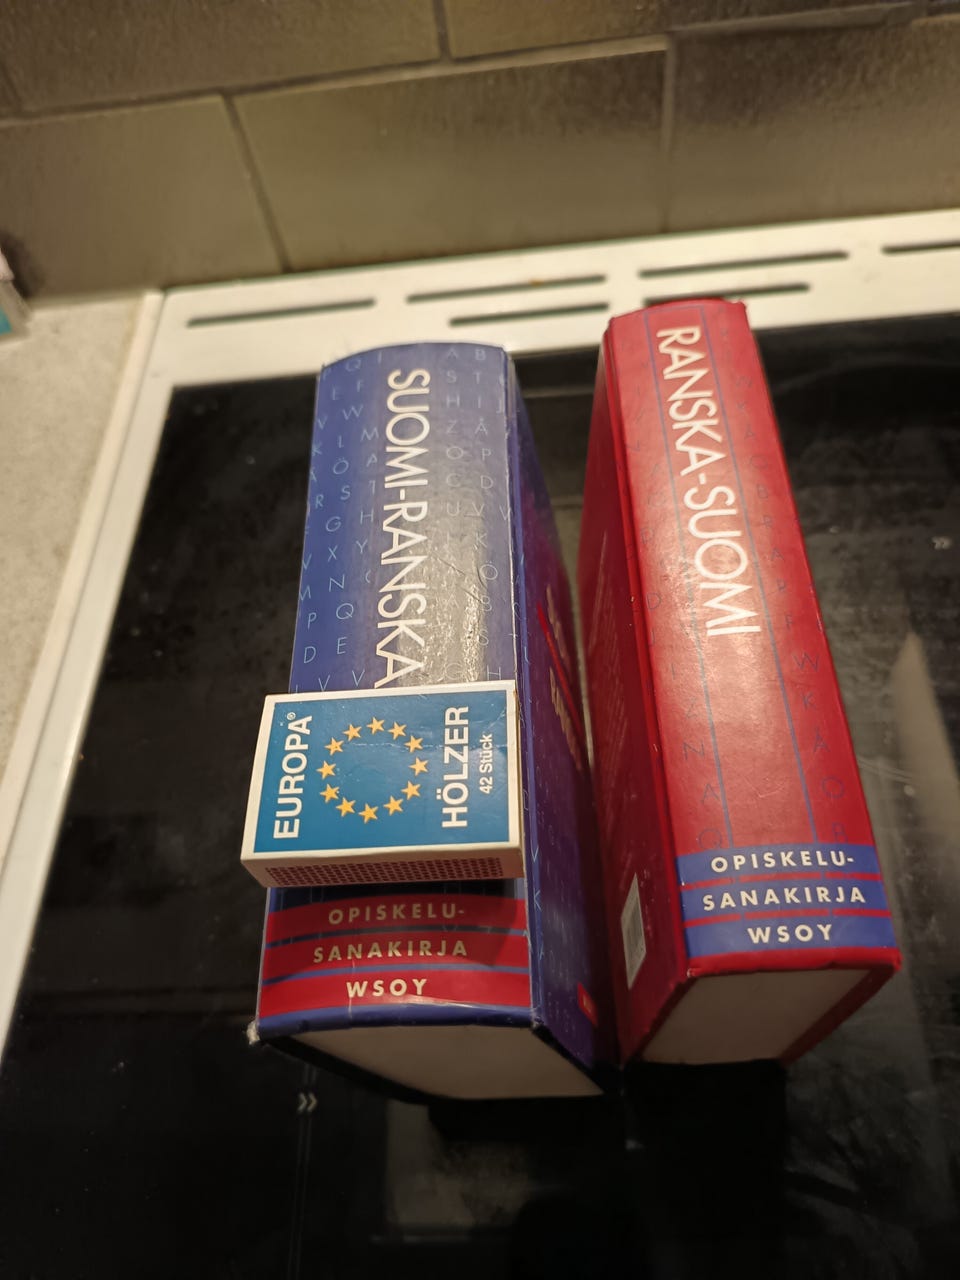 SUOMI-RANSKA
EUROPA®
HÖLZER
42 Stück
OPISKELU-
SANAKIRJA
WSOY
RANSKA-SUOMI
OPISKELU-
SANAKIRJA
WSOY